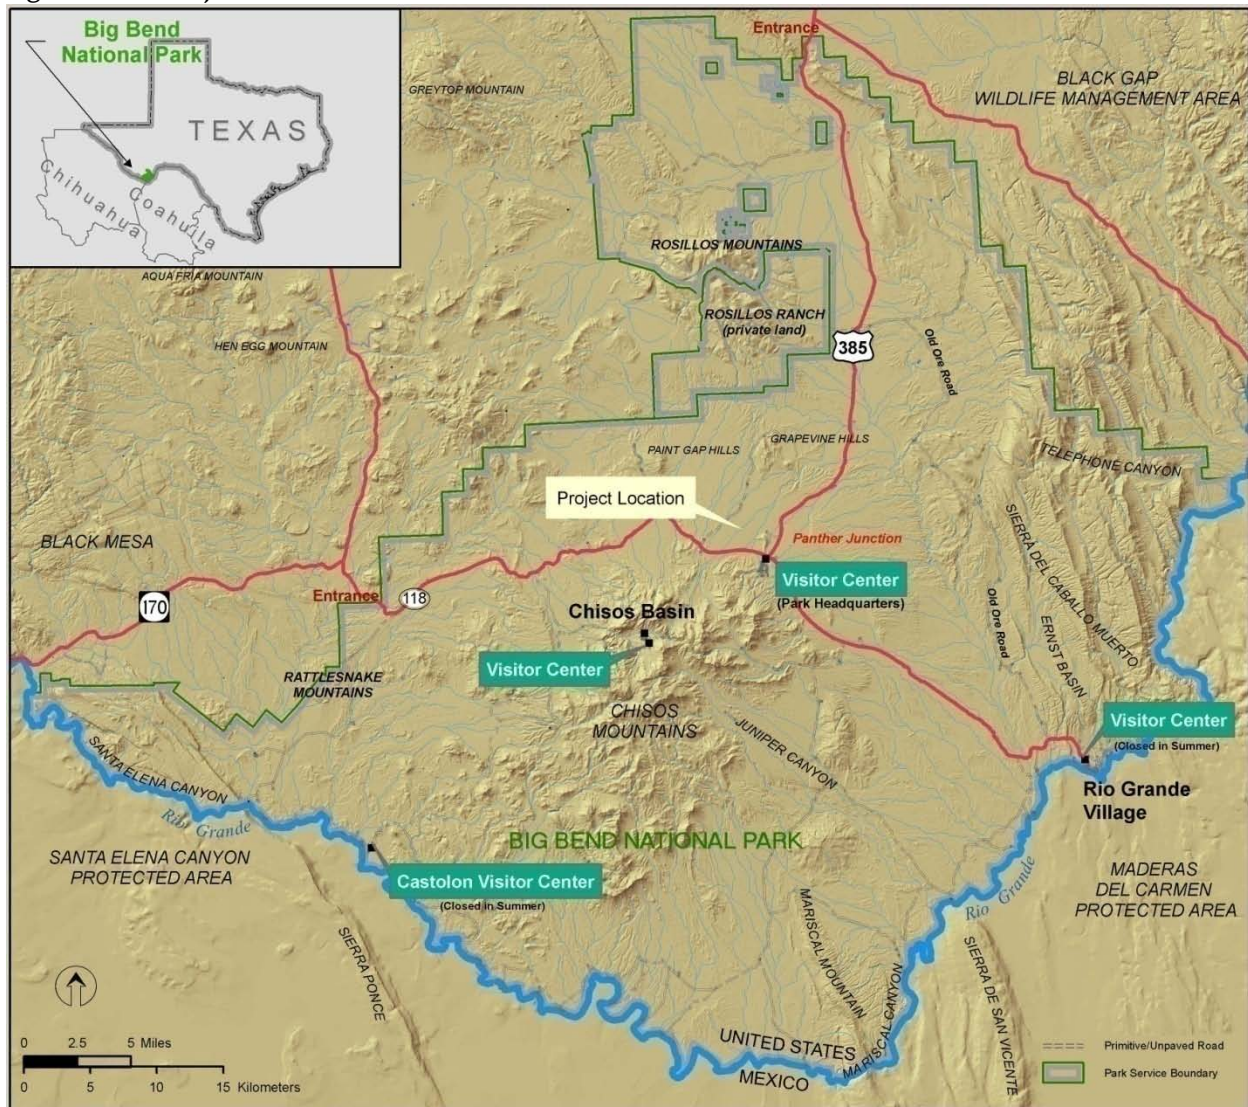 Big Bend
National Park
TEXAS
Chihuahua
Coahuila
Entrance
GREYTOP MOUNTAIN
BLACK GAP
WILDLIFE MANAGEMENT AREA
ROSILLOS MOUNTAINS
AQUA FRIA MOUNTAIN
ROSILLOS RANCH
(private land)
HEN EGG MOUNTAIN
385
Old Ore Road
PAINT GAP HILLS
GRAPEVINE HILLS
TELEPHONE CANYON
Project Location
BLACK MESA
Panther Junction
SIERRA DEL CABALLO MUERTO
Visitor Center
(Park Headquarters)
Entrance
118
170
Chisos Basin
Old Ore Road
ERNST BASIN
Visitor Center
RATTLESNAKE
MOUNTAINS
CHISOS
MOUNTAINS
JUNIPER CANYON
Visitor Center
(Closed in Summer)
SANTA ELENA CANYON
Rio Grande
Rio Grande
Village
BIG BEND NATIONAL PARK
SANTA ELENA CANYON
PROTECTED AREA
Castolon Visitor Center
(Closed in Summer)
MADERAS
DEL CARMEN
PROTECTED AREA
Rio Grande
MARISCAL MOUNTAIN
SIERRA PONCE
MARISCAL CANYON
SIERRA DE SAN VICENTE
UNITED STATES
MEXICO
0 2.5 5 Miles
0 5 10 15 Kilometers
Primitive/Unpaved Road
Park Service Boundary